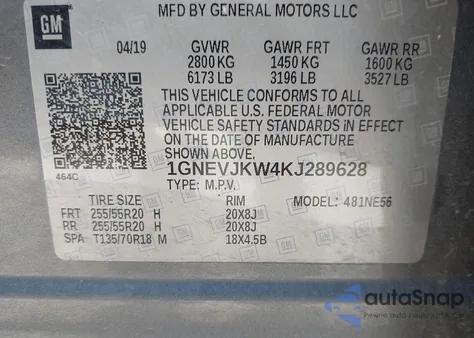 MFD BY GENERAL MOTORS LLC
GM
04/19 GVWR GAWR FRT GAWR RR
2800 KG 1450 KG 1600 KG
6173 LB 3196 LB 3527 LB
THIS VEHICLE CONFORMS TO ALL
APPLICABLE U.S. FEDERAL MOTOR
VEHICLE SAFETY STANDARDS IN EFFECT
ON THE DATE OF MANUFACTURE
SHOWN ABOVE.
464C
1GNEVJKW4KJ289628
TYPE: M.P.V.
TIRE SIZE RIM MODEL: 481NE56
FRT 255/55R20 H 20X8J
RR 255/55R20 H 20X8J
SPA T135/70R18 M 18X4.5B
autoSnap